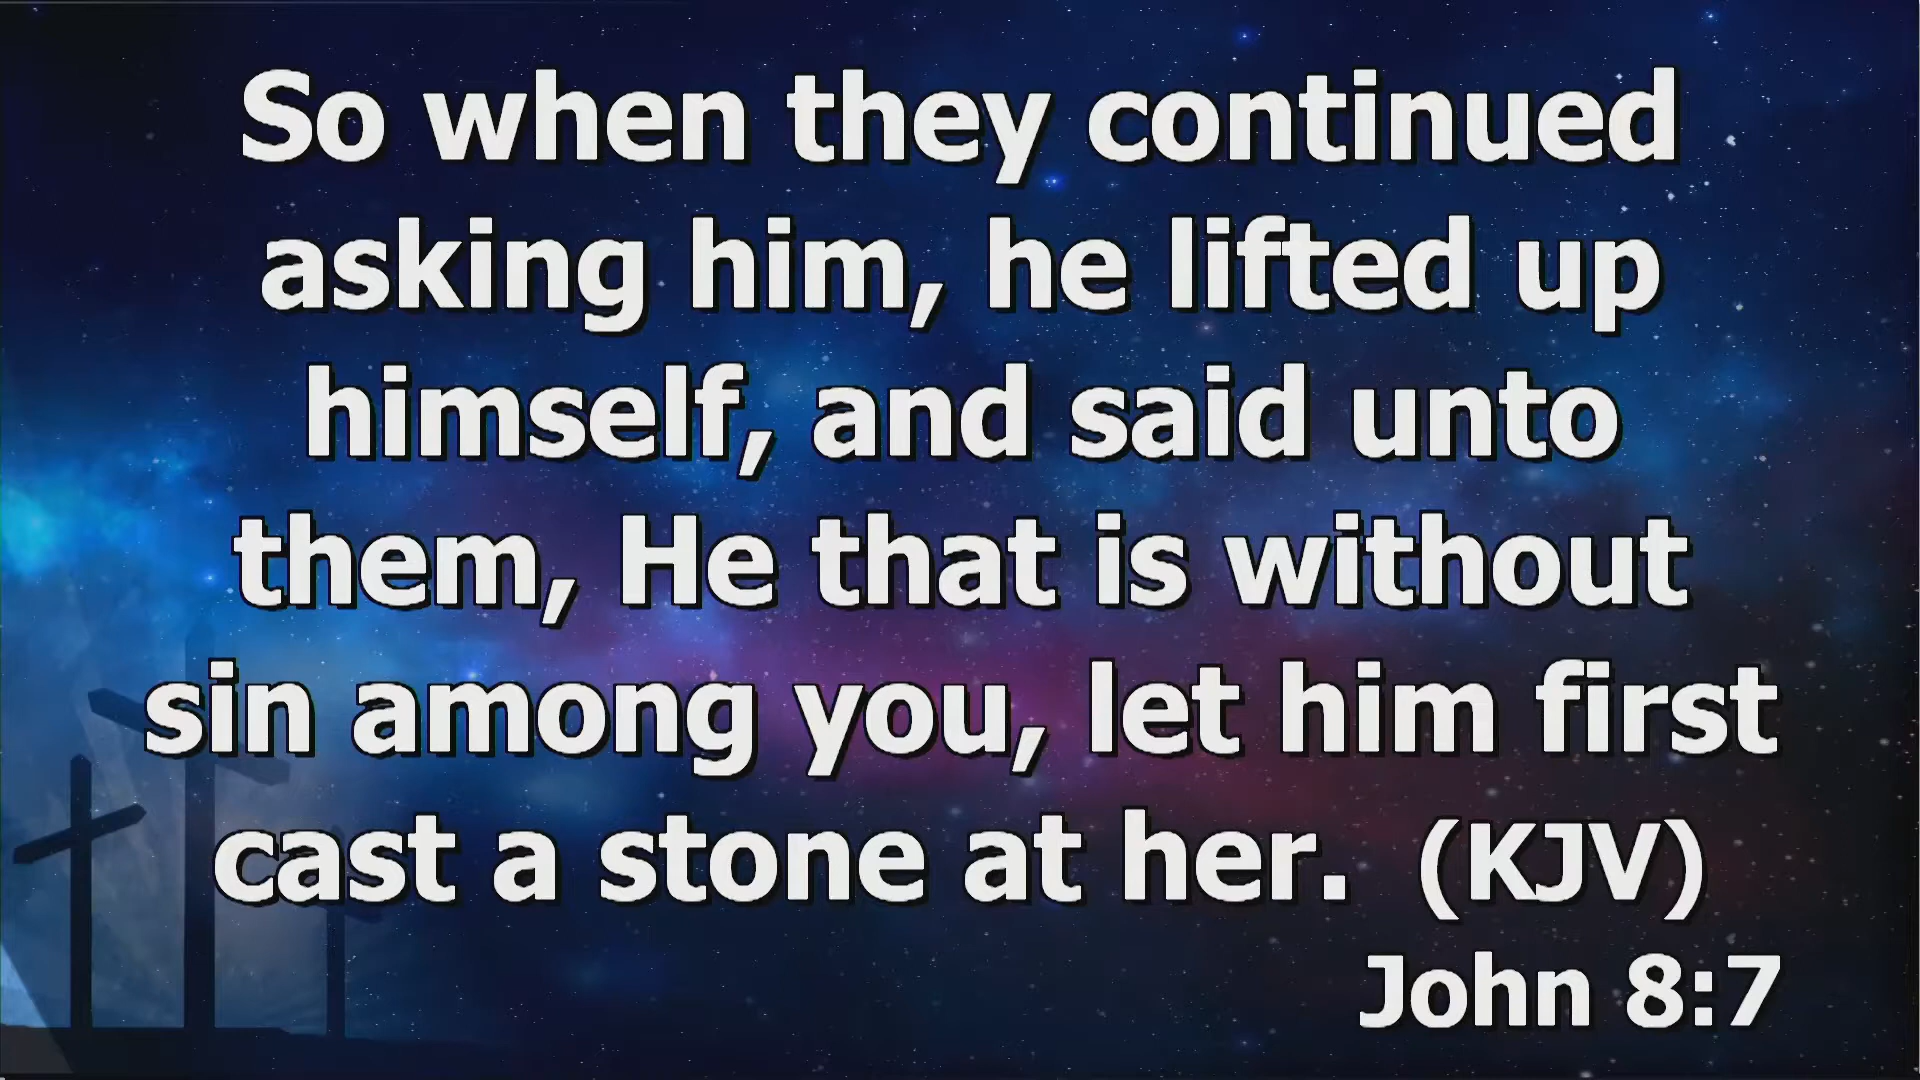 So when they continued
asking him, he lifted up
himself, and said unto
them, He that is without
sin among you, let him first
cast a stone at her. (KJV)
John 8:7